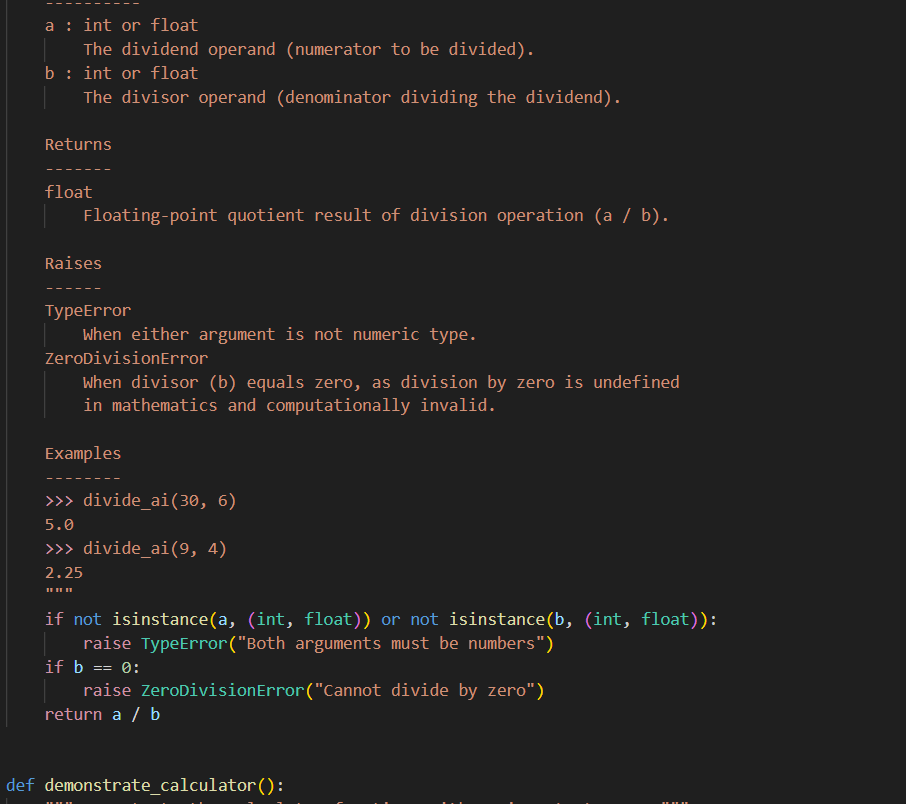 ----------
a : int or float
The dividend operand (numerator to be divided).
b : int or float
The divisor operand (denominator dividing the dividend).
Returns
-------
float
Floating-point quotient result of division operation (a / b).
Raises
------
TypeError
When either argument is not numeric type.
ZeroDivisionError
When divisor (b) equals zero, as division by zero is undefined
in mathematics and computationally invalid.
Examples
--------
>>> divide_ai(30, 6)
5.0
>>> divide_ai(9, 4)
2.25
"""
if not isinstance(a, (int, float)) or not isinstance(b, (int, float)):
raise TypeError("Both arguments must be numbers")
if b == 0:
raise ZeroDivisionError("Cannot divide by zero")
return a / b
def demonstrate_calculator():